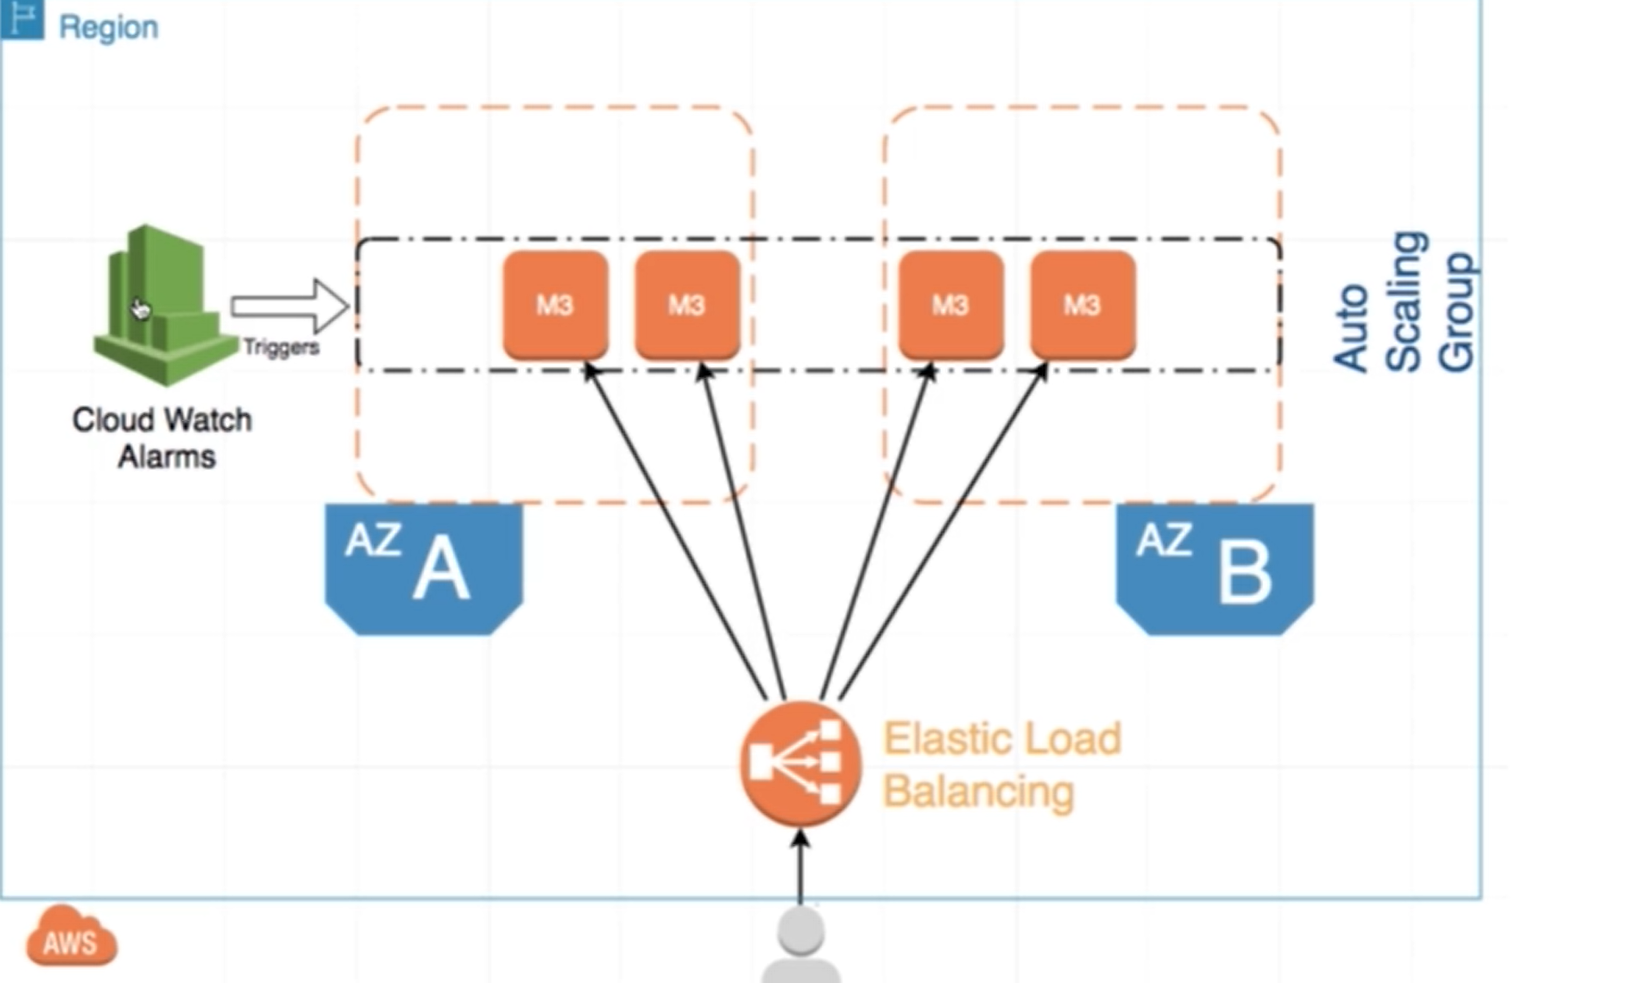 Region
M3
M3
M3
M3
Auto
Scaling
Group
Triggers
Cloud Watch
Alarms
AZ A
AZ B
Elastic Load
Balancing
AWS